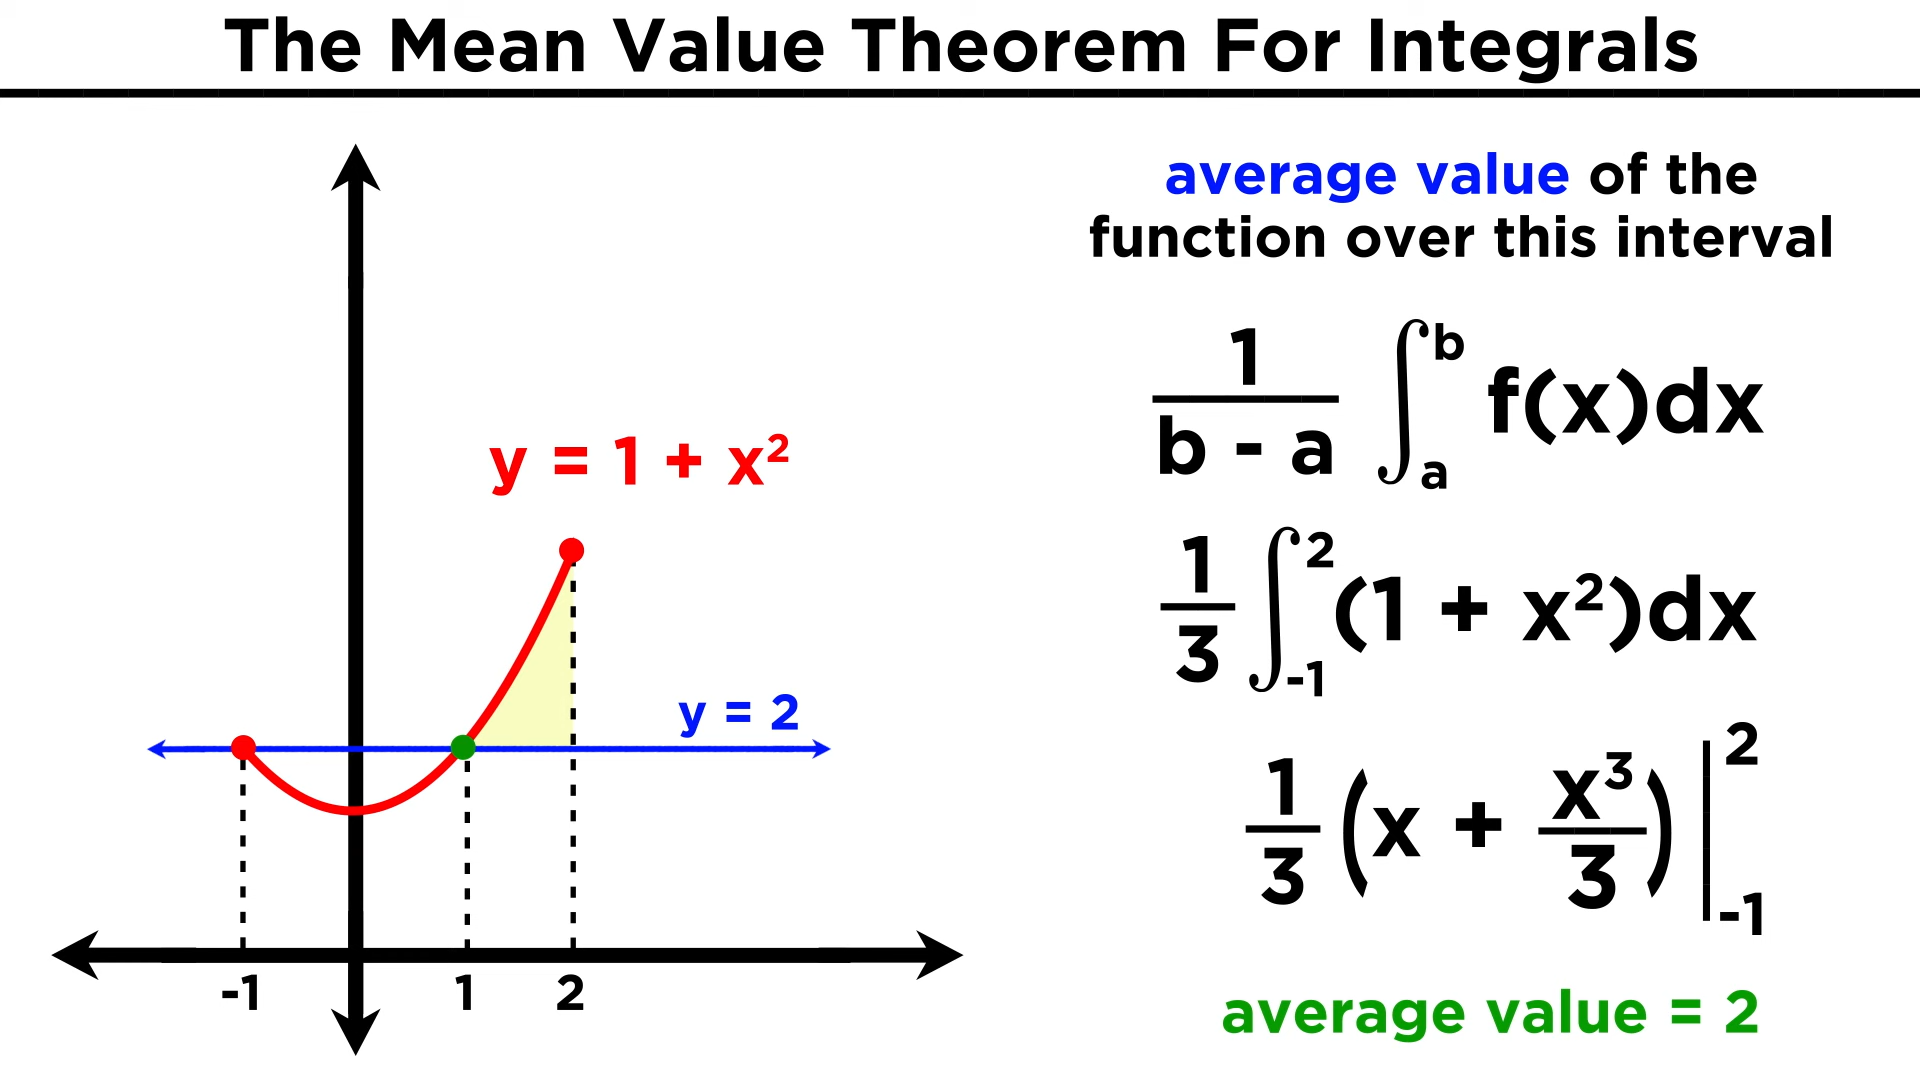 The Mean Value Theorem For Integrals
average value of the
function over this interval
1
b - a
∫
b
a
f(x)dx
y = 1 + x²
1
3
∫
2
-1
(1 + x²)dx
y = 2
1
3
(x + x³
3
)
2
-1
-1
1
2
average value = 2